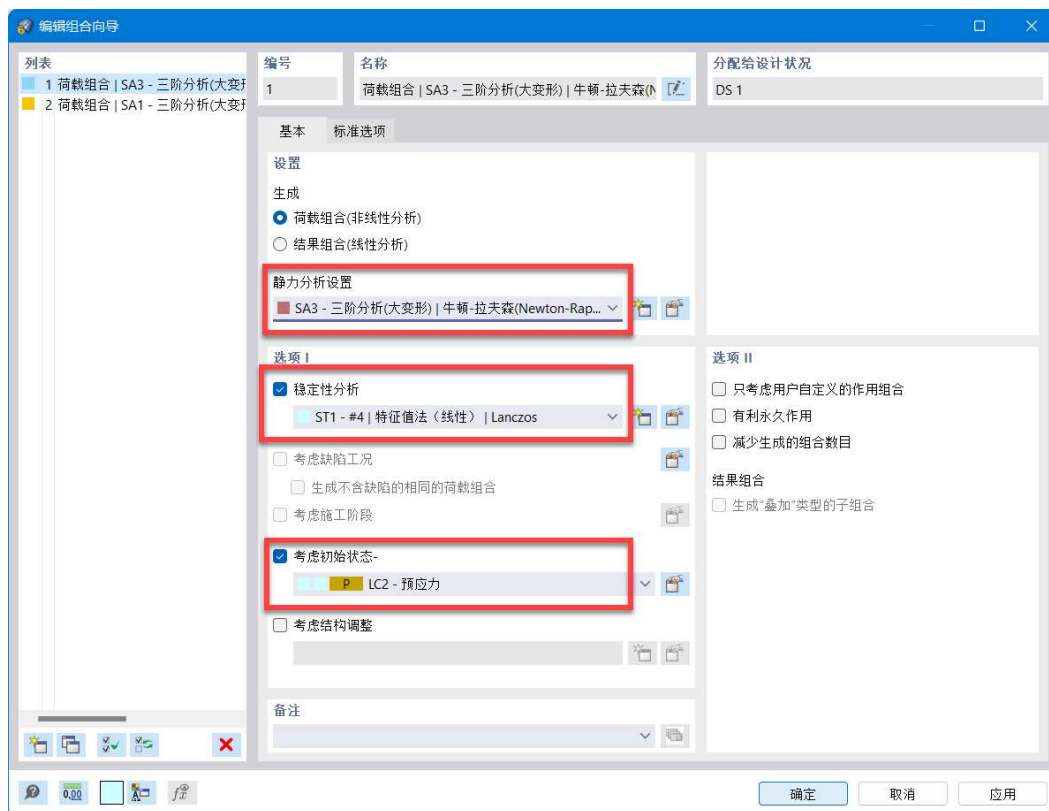 编辑组合向导
列表
1 荷载组合 | SA3 - 三阶分析(大变形
2 荷载组合 | SA1 - 三阶分析(大变形
编号
1
名称
荷载组合 | SA3 - 三阶分析(大变形) | 牛顿-拉夫森(N
分配给设计状况
DS 1
基本 标准选项
设置
生成
荷载组合(非线性分析)
结果组合(线性分析)
静力分析设置
SA3 - 三阶分析(大变形) | 牛顿-拉夫森(Newton-Rap...
选项 I
稳定性分析
ST1 - #4 | 特征值法（线性） | Lanczos
考虑缺陷工况
生成不含缺陷的相同的荷载组合
考虑施工阶段
考虑初始状态-
P LC2 - 预应力
考虑结构调整
选项 II
只考虑用户自定义的作用组合
有利永久作用
减少生成的组合数目
结果组合
生成"叠加"类型的子组合
备注
0,00
确定 取消 应用